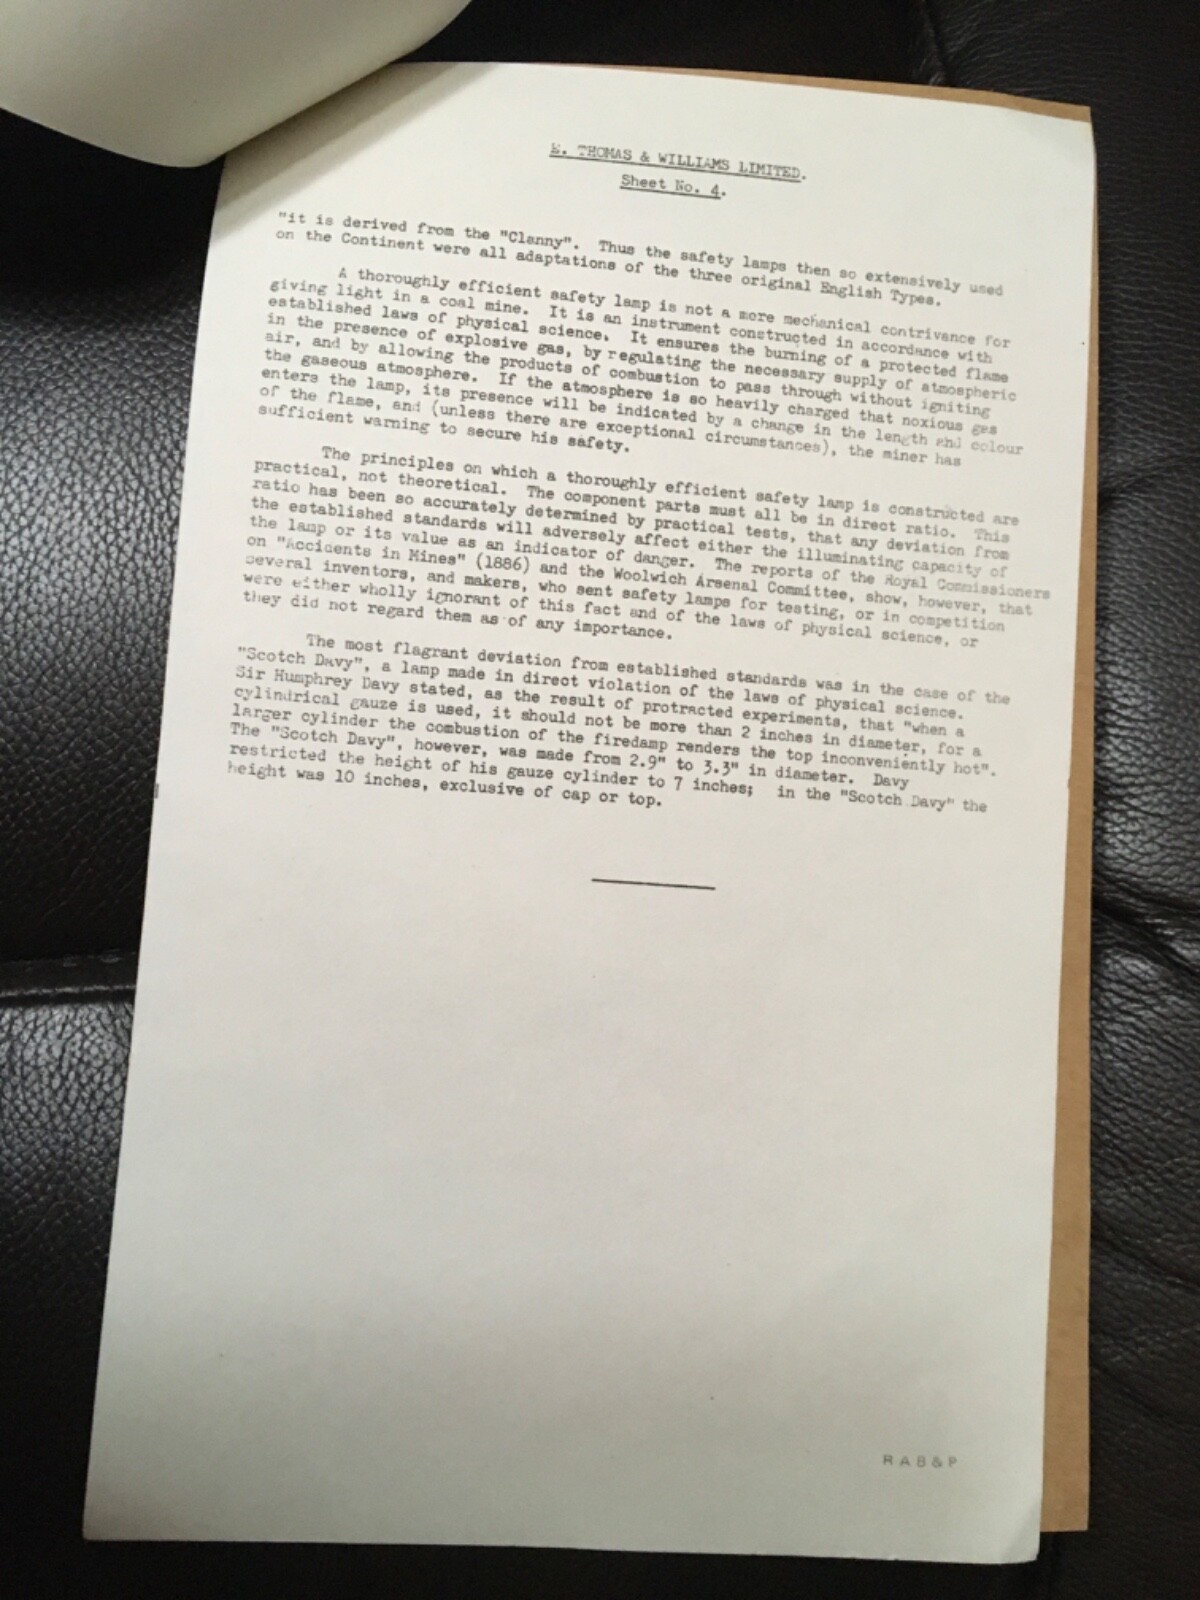 E. THOMAS & WILLIAMS LIMITED.
Sheet No. 4.
"it is derived from the "Clanny". Thus the safety lamps then so extensively used
on the Continent were all adaptations of the three original English Types.
A thoroughly efficient safety lamp is not a mere mechanical contrivance for
giving light in a coal mine. It is an instrument constructed in accordance with
established laws of physical science. It ensures the burning of a protected flame
in the presence of explosive gas, by regulating the necessary supply of atmospheric
air, and by allowing the products of combustion to pass through without igniting
the gaseous atmosphere. If the atmosphere is so heavily charged that noxious gas
enters the lamp, its presence will be indicated by a change in the length and colour
of the flame, and (unless there are exceptional circumstances), the miner has
sufficient warning to secure his safety.
The principles on which a thoroughly efficient safety lamp is constructed are
practical, not theoretical. The component parts must all be in direct ratio. This
ratio has been so accurately determined by practical tests, that any deviation from
the established standards will adversely affect either the illuminating capacity of
the lamp or its value as an indicator of danger. The reports of the Royal Commissioners
on "Accidents in Mines" (1886) and the Woolwich Arsenal Committee, show, however, that
several inventors, and makers, who sent safety lamps for testing, or in competition
were either wholly ignorant of this fact and of the laws of physical science, or
they did not regard them as of any importance.
The most flagrant deviation from established standards was in the case of the
"Scotch Davy", a lamp made in direct violation of the laws of physical science.
Sir Humphrey Davy stated, as the result of protracted experiments, that "when a
cylindrical gauze is used, it should not be more than 2 inches in diameter, for a
larger cylinder the combustion of the firedamp renders the top inconveniently hot".
The "Scotch Davy", however, was made from 2.9" to 3.3" in diameter. Davy
restricted the height of his gauze cylinder to 7 inches; in the "Scotch Davy" the
height was 10 inches, exclusive of cap or top.
RAB&P